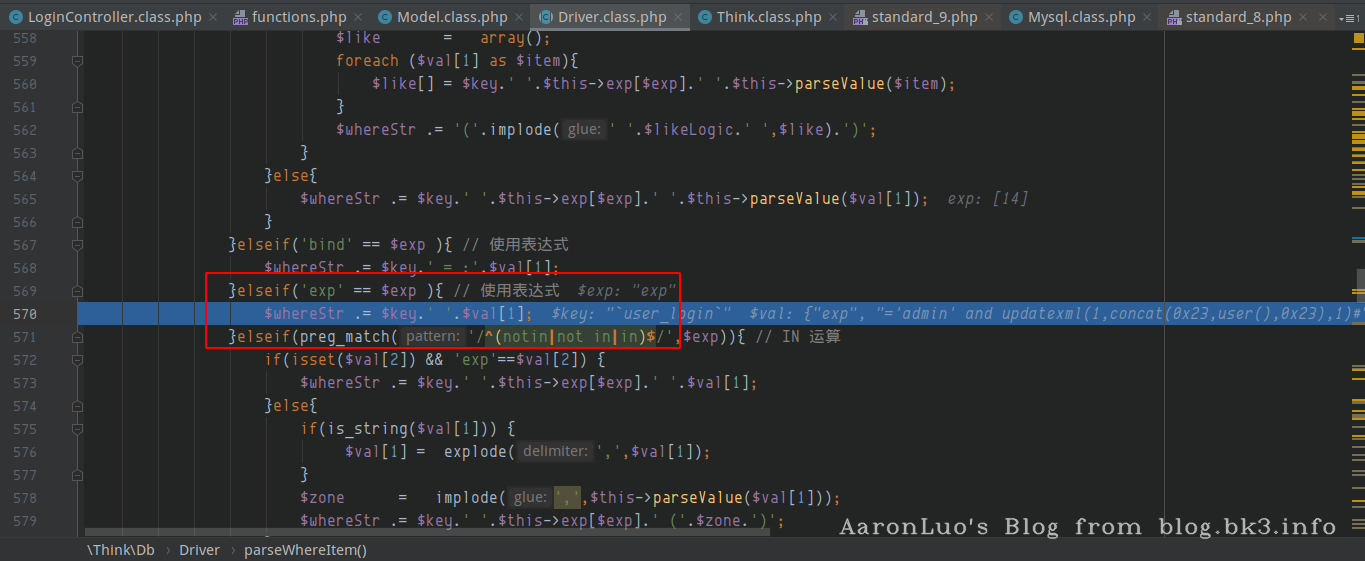 LoginController.class.php × functions.php × Model.class.php × Driver.class.php × Think.class.php × standard_9.php × Mysql.class.php × standard_8.php ×
558 $like = array();
559 foreach ($val[1] as $item){
560 $like[] = $key.' '.$this->exp[$exp].' '.$this->parseValue($item);
561 }
562 $whereStr .= '('.implode( glue: ' '.$likeLogic.' ',$like).')';
563 }
564 }else{
565 $whereStr .= $key.' '.$this->exp[$exp].' '.$this->parseValue($val[1]); exp: [14]
566 }
567 }elseif('bind' == $exp ){ // 使用表达式
568 $whereStr .= $key.' = :'.$val[1];
569 }elseif('exp' == $exp ){ // 使用表达式 $exp: "exp"
570 $whereStr .= $key.' '.$val[1]; $key: "`user_login`" $val: {"exp", "='admin' and updatexml(1,concat(0x23,user(),0x23),1)#"
571 }elseif(preg_match( pattern: '/^(notin|not in|in)$/',$exp)){ // IN 运算
572 if(isset($val[2]) && 'exp'==$val[2]) {
573 $whereStr .= $key.' '.$this->exp[$exp].' '.$val[1];
574 }else{
575 if(is_string($val[1])) {
576 $val[1] = explode( delimiter: ',',$val[1]);
577 }
578 $zone = implode( glue: ',',$this->parseValue($val[1]));
579 $whereStr .= $key.' '.$this->exp[$exp].' ('.$zone.')';
AaronLuo's Blog from blog.bk3.info
\Think\Db › Driver › parseWhereItem()